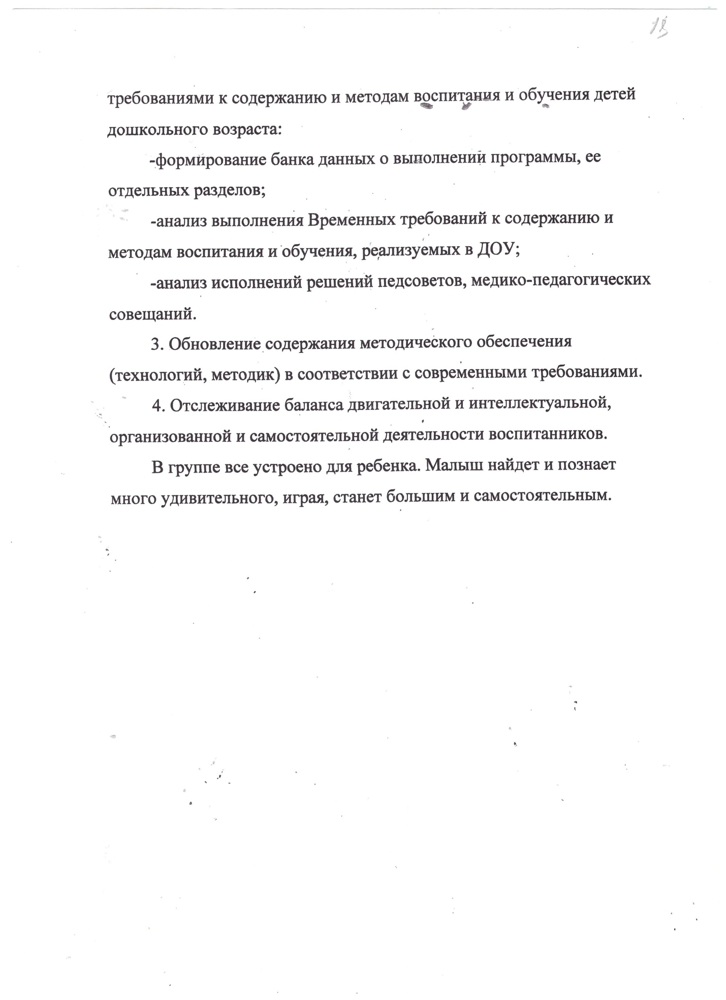 требованиями к содержанию и методам воспитания и обучения детей
дошкольного возраста:
-формирование банка данных о выполнений программы, ее
отдельных разделов;
-анализ выполнения Временных требований к содержанию и
методам воспитания и обучения, реализуемых в ДОУ;
-анализ исполнений решений педсоветов, медико-педагогических
совещаний.
3. Обновление содержания методического обеспечения
(технологий, методик) в соответствии с современными требованиями.
4. Отслеживание баланса двигательной и интеллектуальной,
организованной и самостоятельной деятельности воспитанников.
В группе все устроено для ребенка. Малыш найдет и познает
много удивительного, играя, станет большим и самостоятельным.